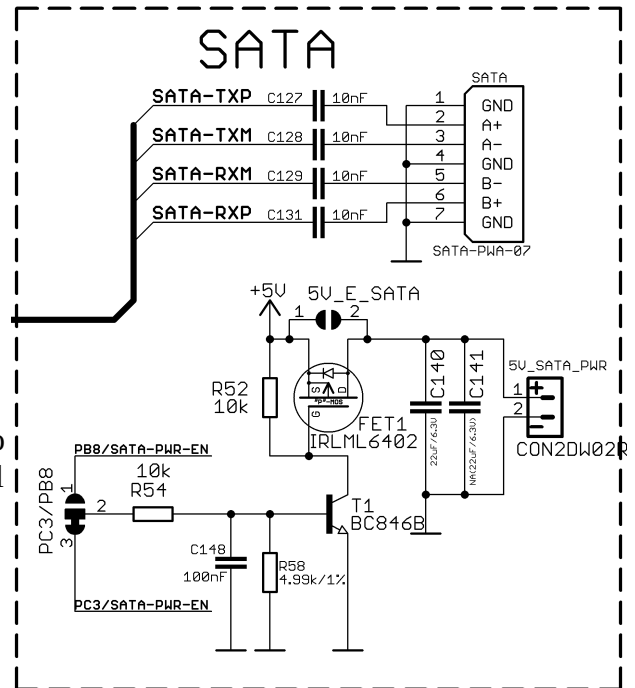 SATA
SATA
SATA-TXP C127 10nF 1 GND
2 A+
SATA-TXM C128 10nF 3 A-
4 GND
SATA-RXM C129 10nF 5 B-
6 B+
SATA-RXP C131 10nF 7 GND
SATA-PWA-07
+5V 5V_E_SATA
1 2
R52
10k
S D
"P"-MOS
G
FET1
IRLML6402
C140
22uF/6.3V
C141
NA(22uF/6.3V)
5V_SATA_PWR
1 +
2 -
CON2DW02R
PB8/SATA-PWR-EN
10k
R54
PC3/PB8
1
2
3
T1
BC846B
C148
100nF
R58
4.99k/1%
PC3/SATA-PWR-EN